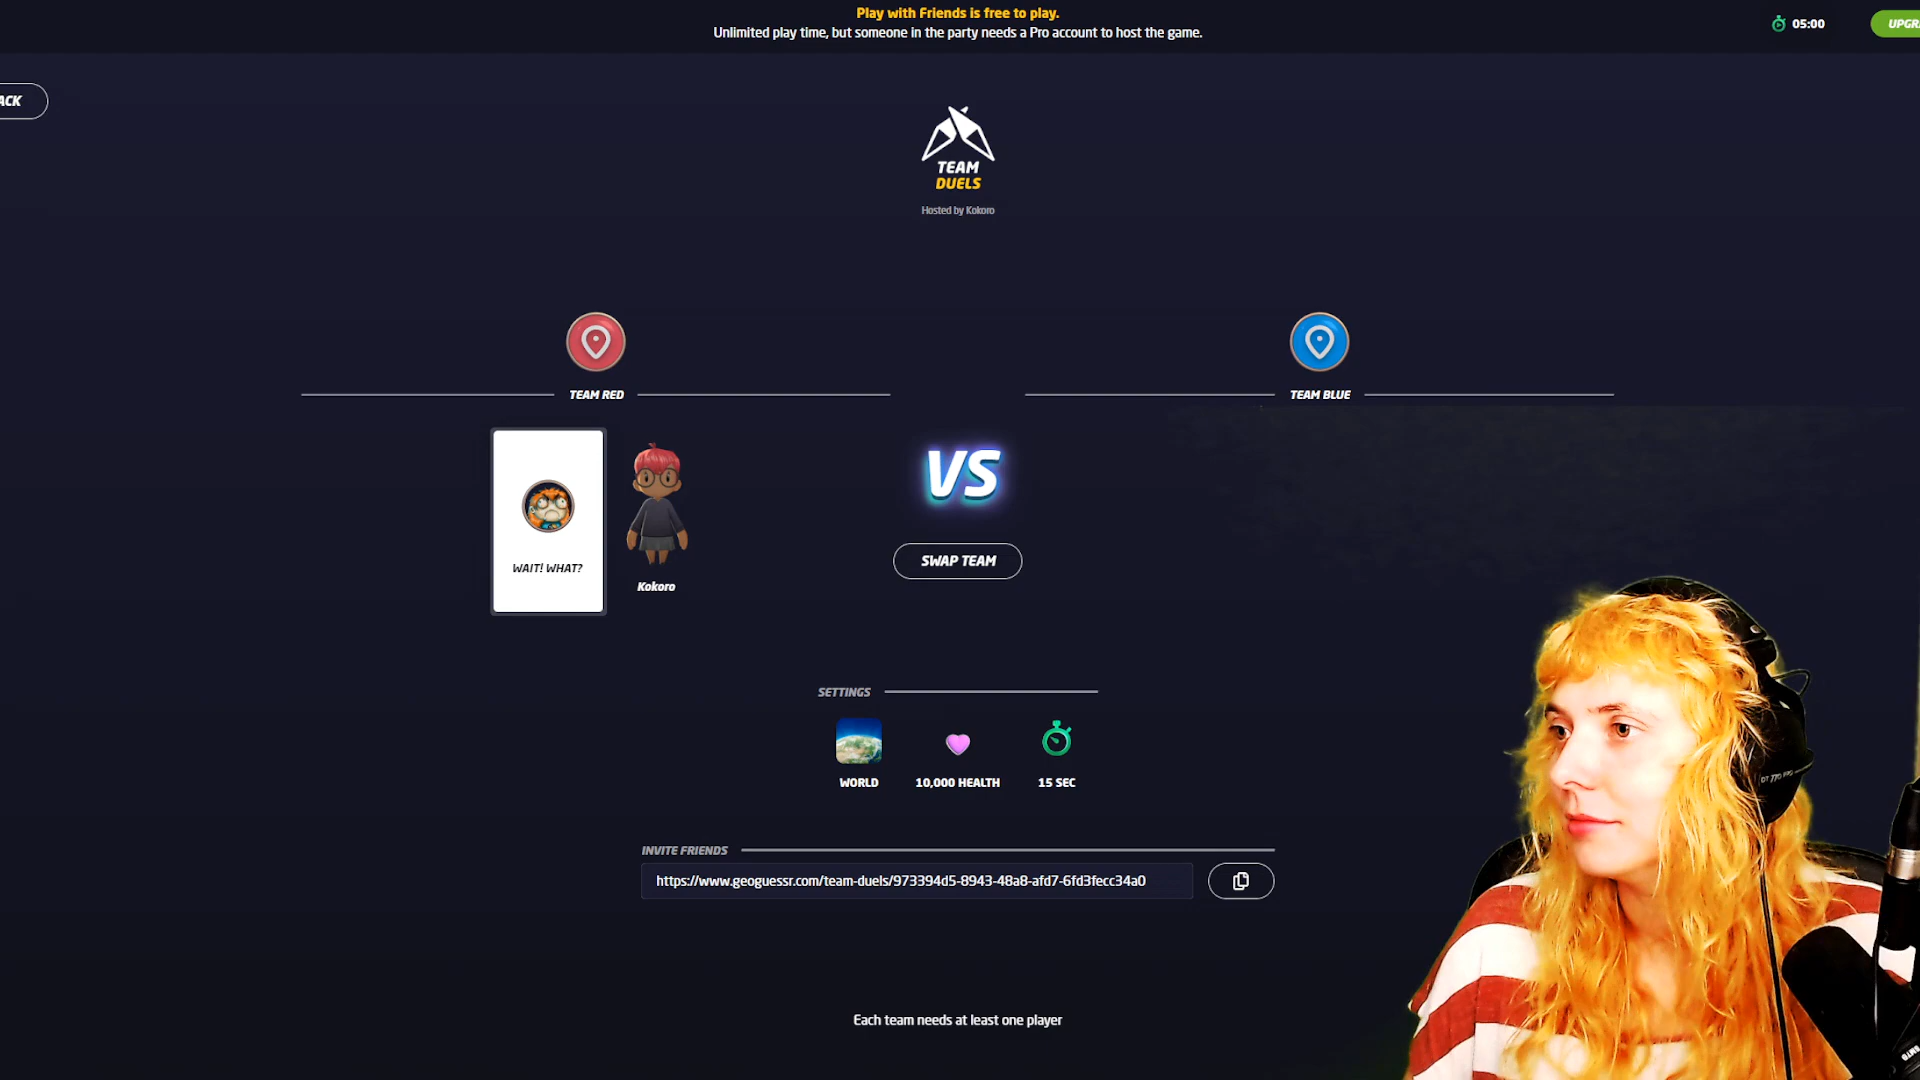 Play with Friends is free to play.
Unlimited play time, but someone in the party needs a Pro account to host the game.
05:00
UPGR
ACK
TEAM
DUELS
Hosted by Kokoro
TEAM RED
TEAM BLUE
WAIT! WHAT?
Kokoro
VS
SWAP TEAM
SETTINGS
WORLD
10,000 HEALTH
15 SEC
INVITE FRIENDS
https://www.geoguessr.com/team-duels/973394d5-8943-48a8-afd7-6fd3fecc34a0
Each team needs at least one player
DT 770 PRO